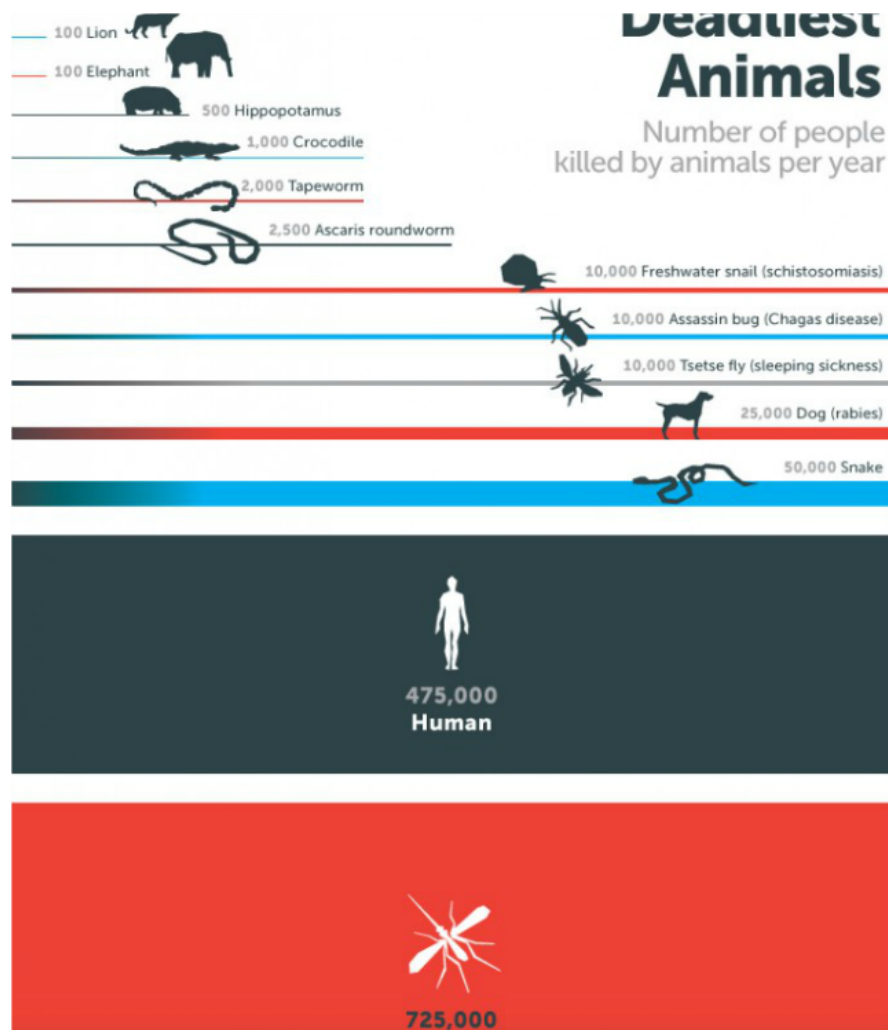 Deadliest
Animals
Number of people
killed by animals per year
100 Lion
100 Elephant
500 Hippopotamus
1,000 Crocodile
2,000 Tapeworm
2,500 Ascaris roundworm
10,000 Freshwater snail (schistosomiasis)
10,000 Assassin bug (Chagas disease)
10,000 Tsetse fly (sleeping sickness)
25,000 Dog (rabies)
50,000 Snake
475,000
Human
725,000